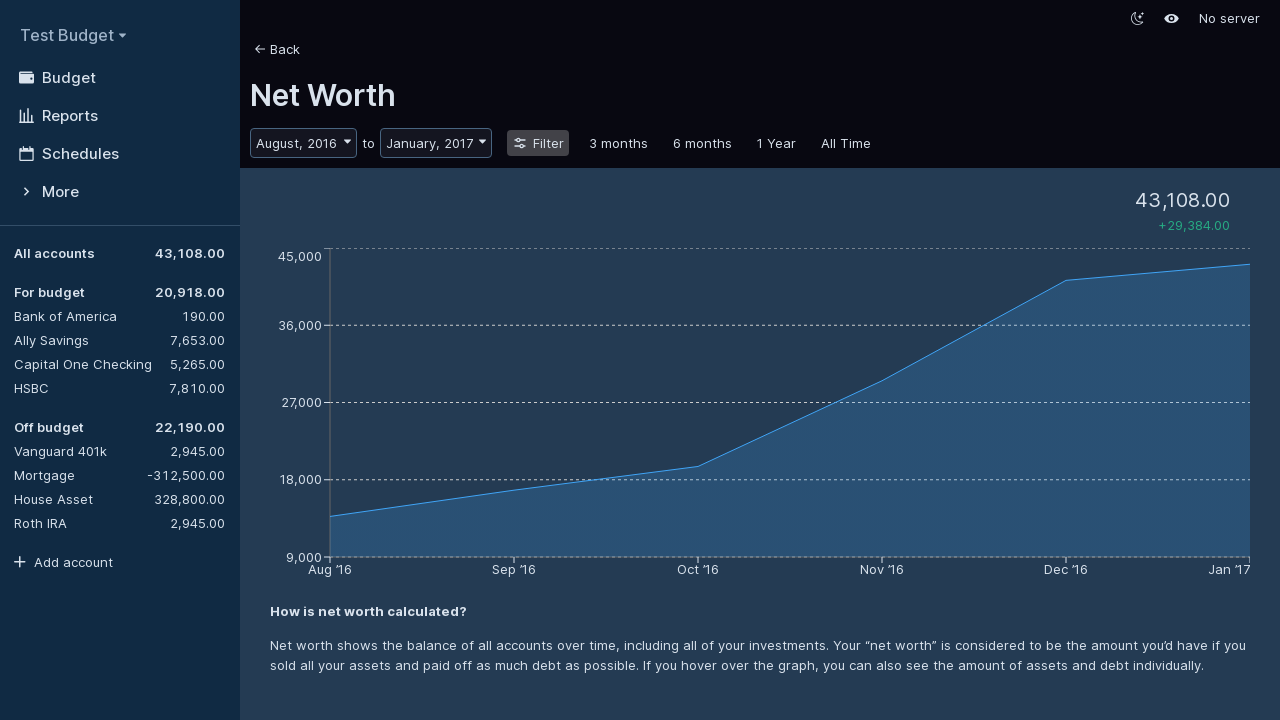 Test Budget
Budget
Reports
Schedules
More
All accounts 43,108.00
For budget 20,918.00
Bank of America 190.00
Ally Savings 7,653.00
Capital One Checking 5,265.00
HSBC 7,810.00
Off budget 22,190.00
Vanguard 401k 2,945.00
Mortgage -312,500.00
House Asset 328,800.00
Roth IRA 2,945.00
Add account
No server
Back
Net Worth
August, 2016 to January, 2017 Filter 3 months 6 months 1 Year All Time
43,108.00
+29,384.00
45,000
36,000
27,000
18,000
9,000
Aug ’16 Sep ’16 Oct ’16 Nov ’16 Dec ’16 Jan ’17
How is net worth calculated?
Net worth shows the balance of all accounts over time, including all of your investments. Your “net worth” is considered to be the amount you’d have if you
sold all your assets and paid off as much debt as possible. If you hover over the graph, you can also see the amount of assets and debt individually.